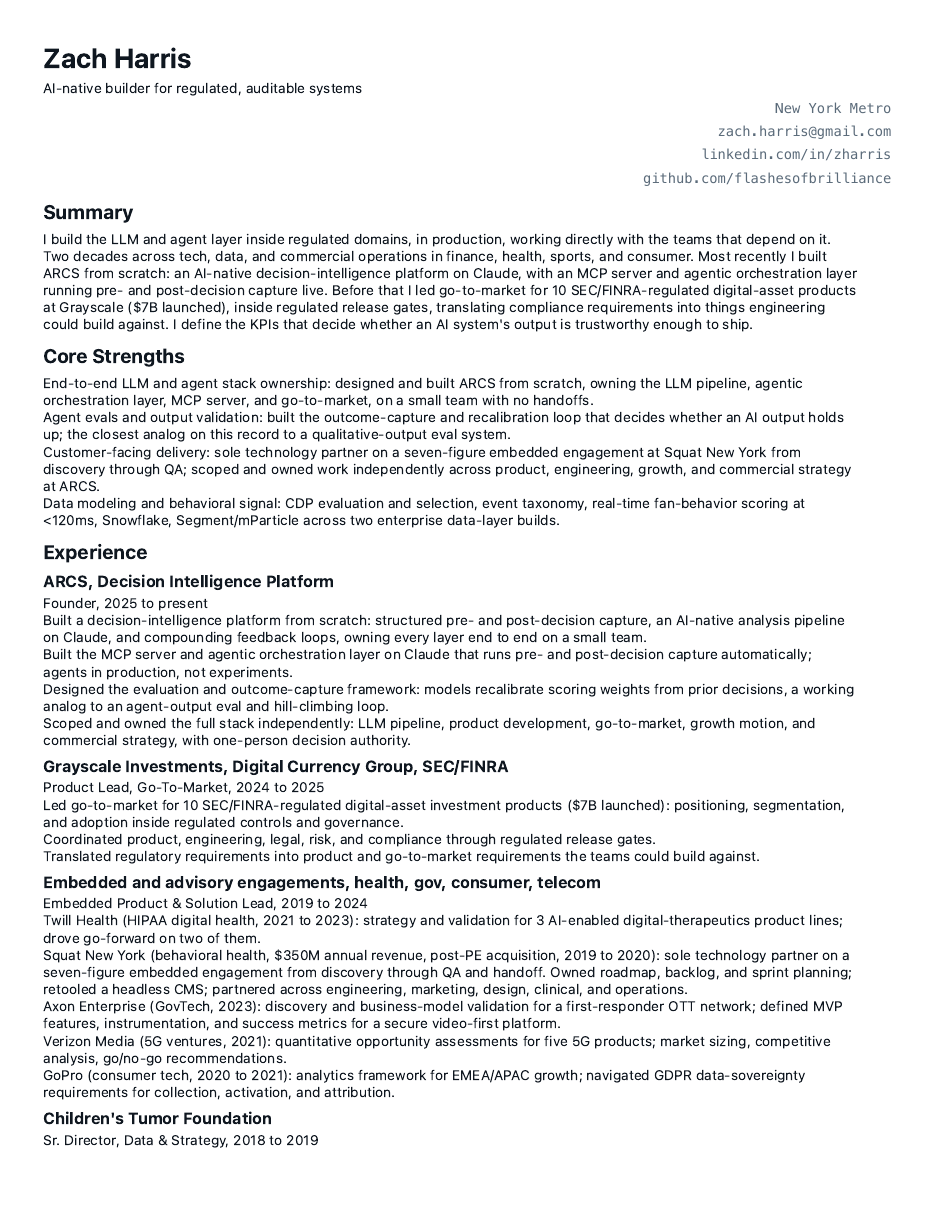 Zach Harris
AI-native builder for regulated, auditable systems
New York Metro
zach.harris@gmail.com
linkedin.com/in/zharris
github.com/flashesofbrilliance
Summary
I build the LLM and agent layer inside regulated domains, in production, working directly with the teams that depend on it.
Two decades across tech, data, and commercial operations in finance, health, sports, and consumer. Most recently I built
ARCS from scratch: an AI-native decision-intelligence platform on Claude, with an MCP server and agentic orchestration layer
running pre- and post-decision capture live. Before that I led go-to-market for 10 SEC/FINRA-regulated digital-asset products
at Grayscale ($7B launched), inside regulated release gates, translating compliance requirements into things engineering
could build against. I define the KPIs that decide whether an AI system's output is trustworthy enough to ship.
Core Strengths
End-to-end LLM and agent stack ownership: designed and built ARCS from scratch, owning the LLM pipeline, agentic
orchestration layer, MCP server, and go-to-market, on a small team with no handoffs.
Agent evals and output validation: built the outcome-capture and recalibration loop that decides whether an AI output holds
up; the closest analog on this record to a qualitative-output eval system.
Customer-facing delivery: sole technology partner on a seven-figure embedded engagement at Squat New York from
discovery through QA; scoped and owned work independently across product, engineering, growth, and commercial strategy
at ARCS.
Data modeling and behavioral signal: CDP evaluation and selection, event taxonomy, real-time fan-behavior scoring at
<120ms, Snowflake, Segment/mParticle across two enterprise data-layer builds.
Experience
ARCS, Decision Intelligence Platform
Founder, 2025 to present
Built a decision-intelligence platform from scratch: structured pre- and post-decision capture, an AI-native analysis pipeline
on Claude, and compounding feedback loops, owning every layer end to end on a small team.
Built the MCP server and agentic orchestration layer on Claude that runs pre- and post-decision capture automatically;
agents in production, not experiments.
Designed the evaluation and outcome-capture framework: models recalibrate scoring weights from prior decisions, a working
analog to an agent-output eval and hill-climbing loop.
Scoped and owned the full stack independently: LLM pipeline, product development, go-to-market, growth motion, and
commercial strategy, with one-person decision authority.
Grayscale Investments, Digital Currency Group, SEC/FINRA
Product Lead, Go-To-Market, 2024 to 2025
Led go-to-market for 10 SEC/FINRA-regulated digital-asset investment products ($7B launched): positioning, segmentation,
and adoption inside regulated controls and governance.
Coordinated product, engineering, legal, risk, and compliance through regulated release gates.
Translated regulatory requirements into product and go-to-market requirements the teams could build against.
Embedded and advisory engagements, health, gov, consumer, telecom
Embedded Product & Solution Lead, 2019 to 2024
Twill Health (HIPAA digital health, 2021 to 2023): strategy and validation for 3 AI-enabled digital-therapeutics product lines;
drove go-forward on two of them.
Squat New York (behavioral health, $350M annual revenue, post-PE acquisition, 2019 to 2020): sole technology partner on a
seven-figure embedded engagement from discovery through QA and handoff. Owned roadmap, backlog, and sprint planning;
retooled a headless CMS; partnered across engineering, marketing, design, clinical, and operations.
Axon Enterprise (GovTech, 2023): discovery and business-model validation for a first-responder OTT network; defined MVP
features, instrumentation, and success metrics for a secure video-first platform.
Verizon Media (5G ventures, 2021): quantitative opportunity assessments for five 5G products; market sizing, competitive
analysis, go/no-go recommendations.
GoPro (consumer tech, 2020 to 2021): analytics framework for EMEA/APAC growth; navigated GDPR data-sovereignty
requirements for collection, activation, and attribution.
Children's Tumor Foundation
Sr. Director, Data & Strategy, 2018 to 2019